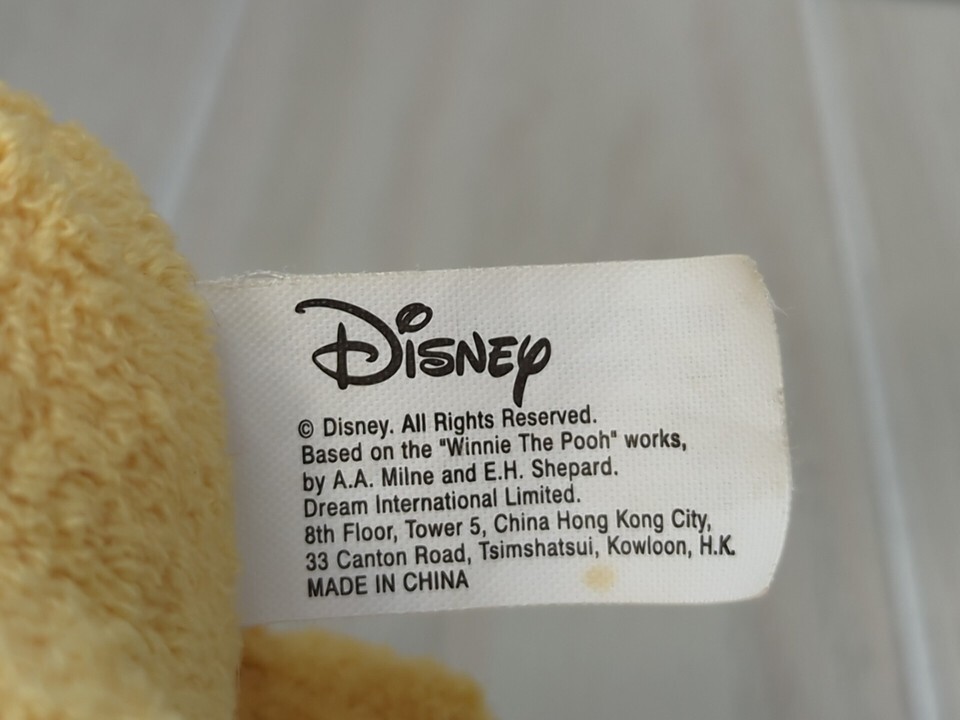 Disney
© Disney. All Rights Reserved.
Based on the "Winnie The Pooh" works,
by A.A. Milne and E.H. Shepard.
Dream International Limited.
8th Floor, Tower 5, China Hong Kong City,
33 Canton Road, Tsimshatsui, Kowloon, H.K.
MADE IN CHINA